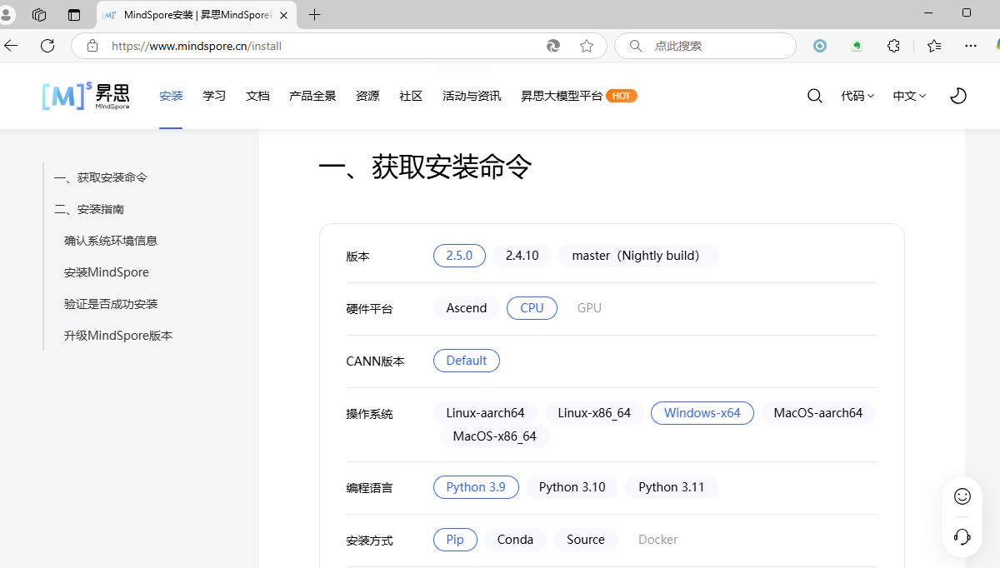 [M] MindSpore安装 | 昇思MindSpore
https://www.mindspore.cn/install
点此搜索
[M]s 昇思 MindSpore
安装 学习 文档 产品全景 资源 社区 活动与资讯 昇思大模型平台 HOT 代码 中文
一、获取安装命令
二、安装指南
确认系统环境信息
安装MindSpore
验证是否成功安装
升级MindSpore版本
一、获取安装命令
版本 2.5.0 2.4.10 master（Nightly build）
硬件平台 Ascend CPU GPU
CANN版本 Default
操作系统 Linux-aarch64 Linux-x86_64 Windows-x64 MacOS-aarch64
MacOS-x86_64
编程语言 Python 3.9 Python 3.10 Python 3.11
安装方式 Pip Conda Source Docker